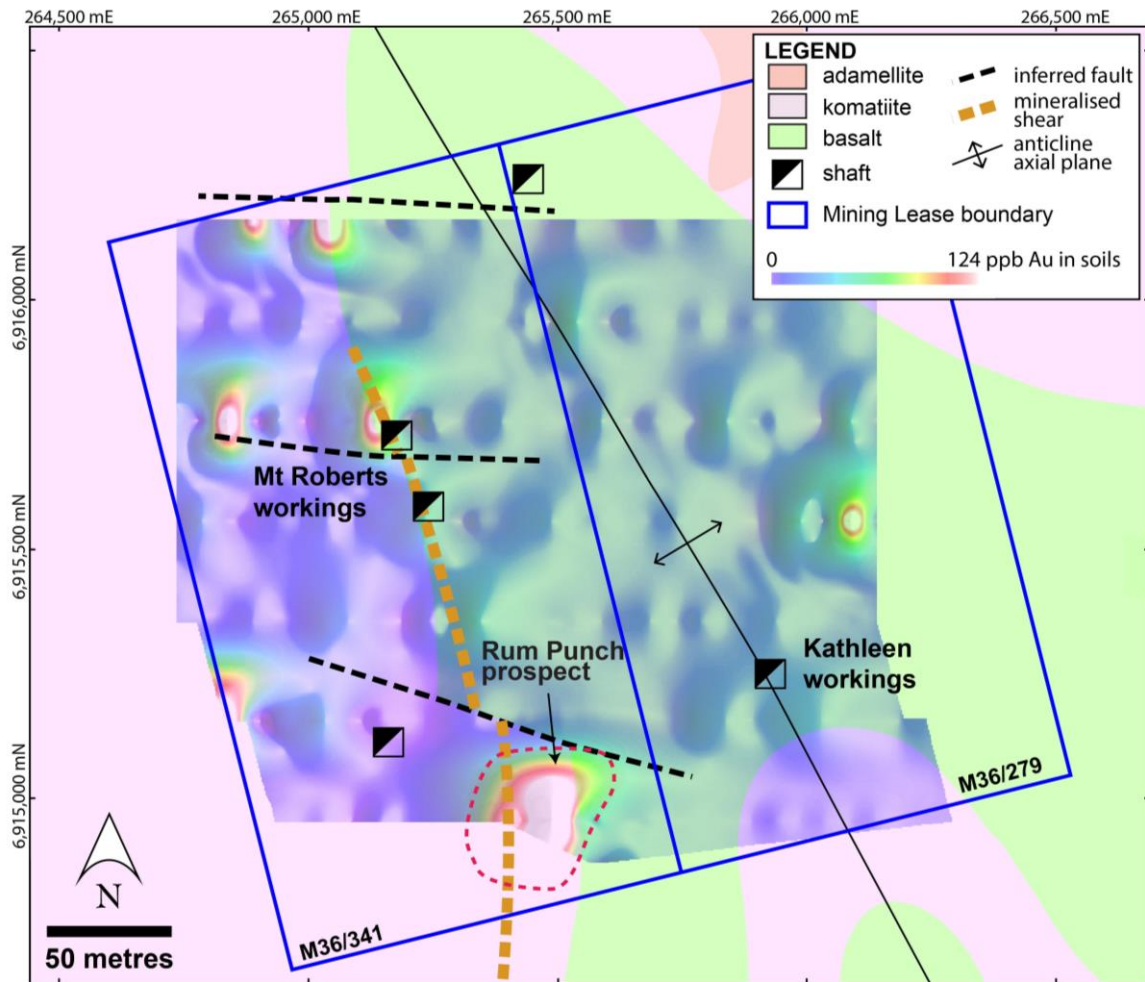 264,500 mE
265,000 mE
265,500 mE
266,000 mE
266,500 mE
LEGEND
adamellite
komatiite
basalt
shaft
Mining Lease boundary
inferred fault
mineralised
shear
anticline
axial plane
0
124 ppb Au in soils
6,916,000 mN
6,915,500 mN
6,915,000 mN
Mt Roberts
workings
Rum Punch
prospect
Kathleen
workings
M36/279
M36/341
N
50 metres